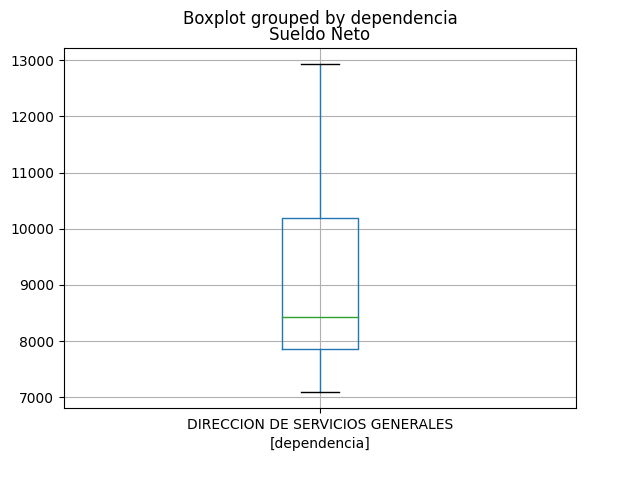 Boxplot grouped by dependencia
Sueldo Neto
13000
12000
11000
10000
9000
8000
7000
DIRECCION DE SERVICIOS GENERALES
[dependencia]